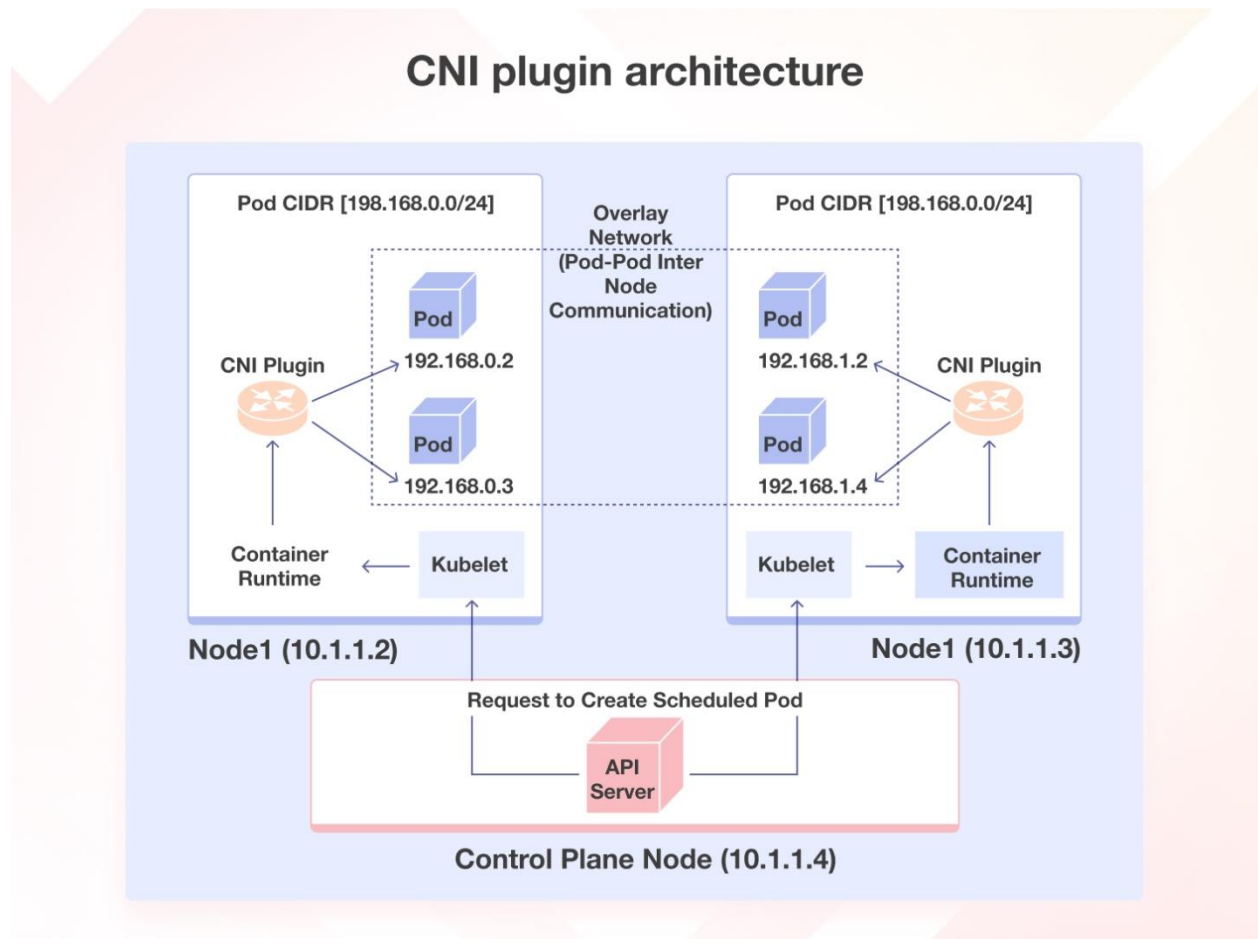 CNI plugin architecture
Pod CIDR [198.168.0.0/24]
Overlay
Network
(Pod-Pod Inter
Node
Communication)
Pod CIDR [198.168.0.0/24]
Pod
192.168.0.2
CNI Plugin
Pod
192.168.0.3
Container
Runtime
Kubelet
Node1 (10.1.1.2)
Pod
192.168.1.2
CNI Plugin
Pod
192.168.1.4
Kubelet
Container
Runtime
Node1 (10.1.1.3)
Request to Create Scheduled Pod
API
Server
Control Plane Node (10.1.1.4)